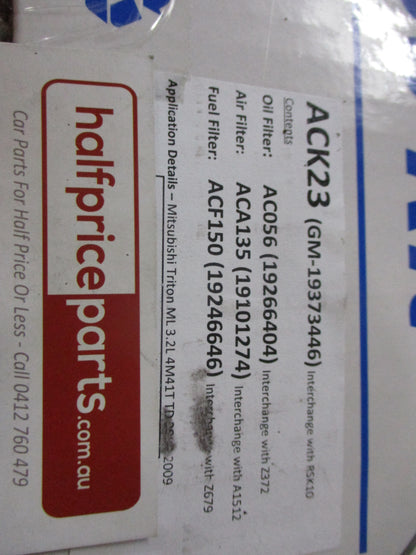 ACK23 (GM-19373446) Interchange with RSK10
Contents
Oil Filter: AC056 (19266404) Interchange with Z372
Air Filter: ACA135 (19101274) Interchange with A1512
Fuel Filter: ACF150 (19246646) Interchange with Z679
Application Details – Mitsubishi Triton ML 3.2L 4M41T 2009
halfpriceparts.com.au
Car Parts For Half Price Or Less - Call 0412 760 479